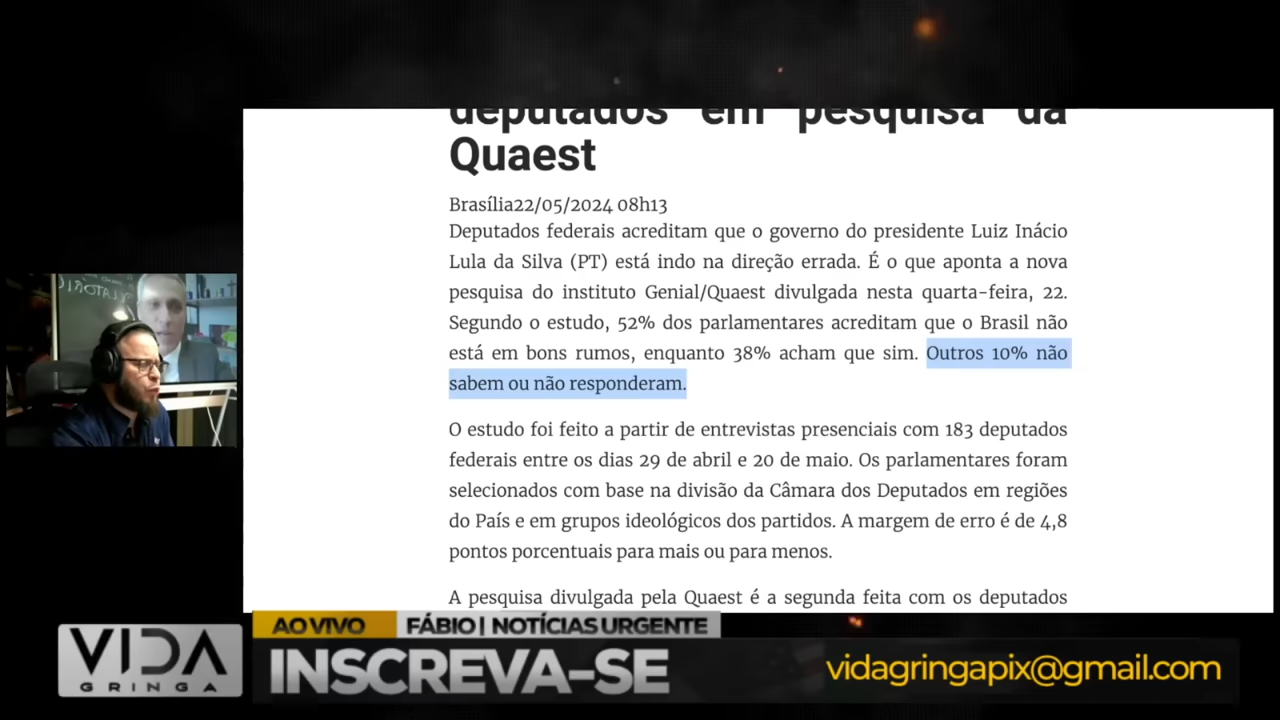 deputados em pesquisa da
Quaest
Brasília22/05/2024 08h13
Deputados federais acreditam que o governo do presidente Luiz Inácio
Lula da Silva (PT) está indo na direção errada. É o que aponta a nova
pesquisa do instituto Genial/Quaest divulgada nesta quarta-feira, 22.
Segundo o estudo, 52% dos parlamentares acreditam que o Brasil não
está em bons rumos, enquanto 38% acham que sim. Outros 10% não
sabem ou não responderam.
O estudo foi feito a partir de entrevistas presenciais com 183 deputados
federais entre os dias 29 de abril e 20 de maio. Os parlamentares foram
selecionados com base na divisão da Câmara dos Deputados em regiões
do País e em grupos ideológicos dos partidos. A margem de erro é de 4,8
pontos porcentuais para mais ou para menos.
A pesquisa divulgada pela Quaest é a segunda feita com os deputados
AO VIVO
FÁBIO | NOTÍCIAS URGENTE
VIDA
GRINGA
INSCREVA-SE
vidagringapix@gmail.com